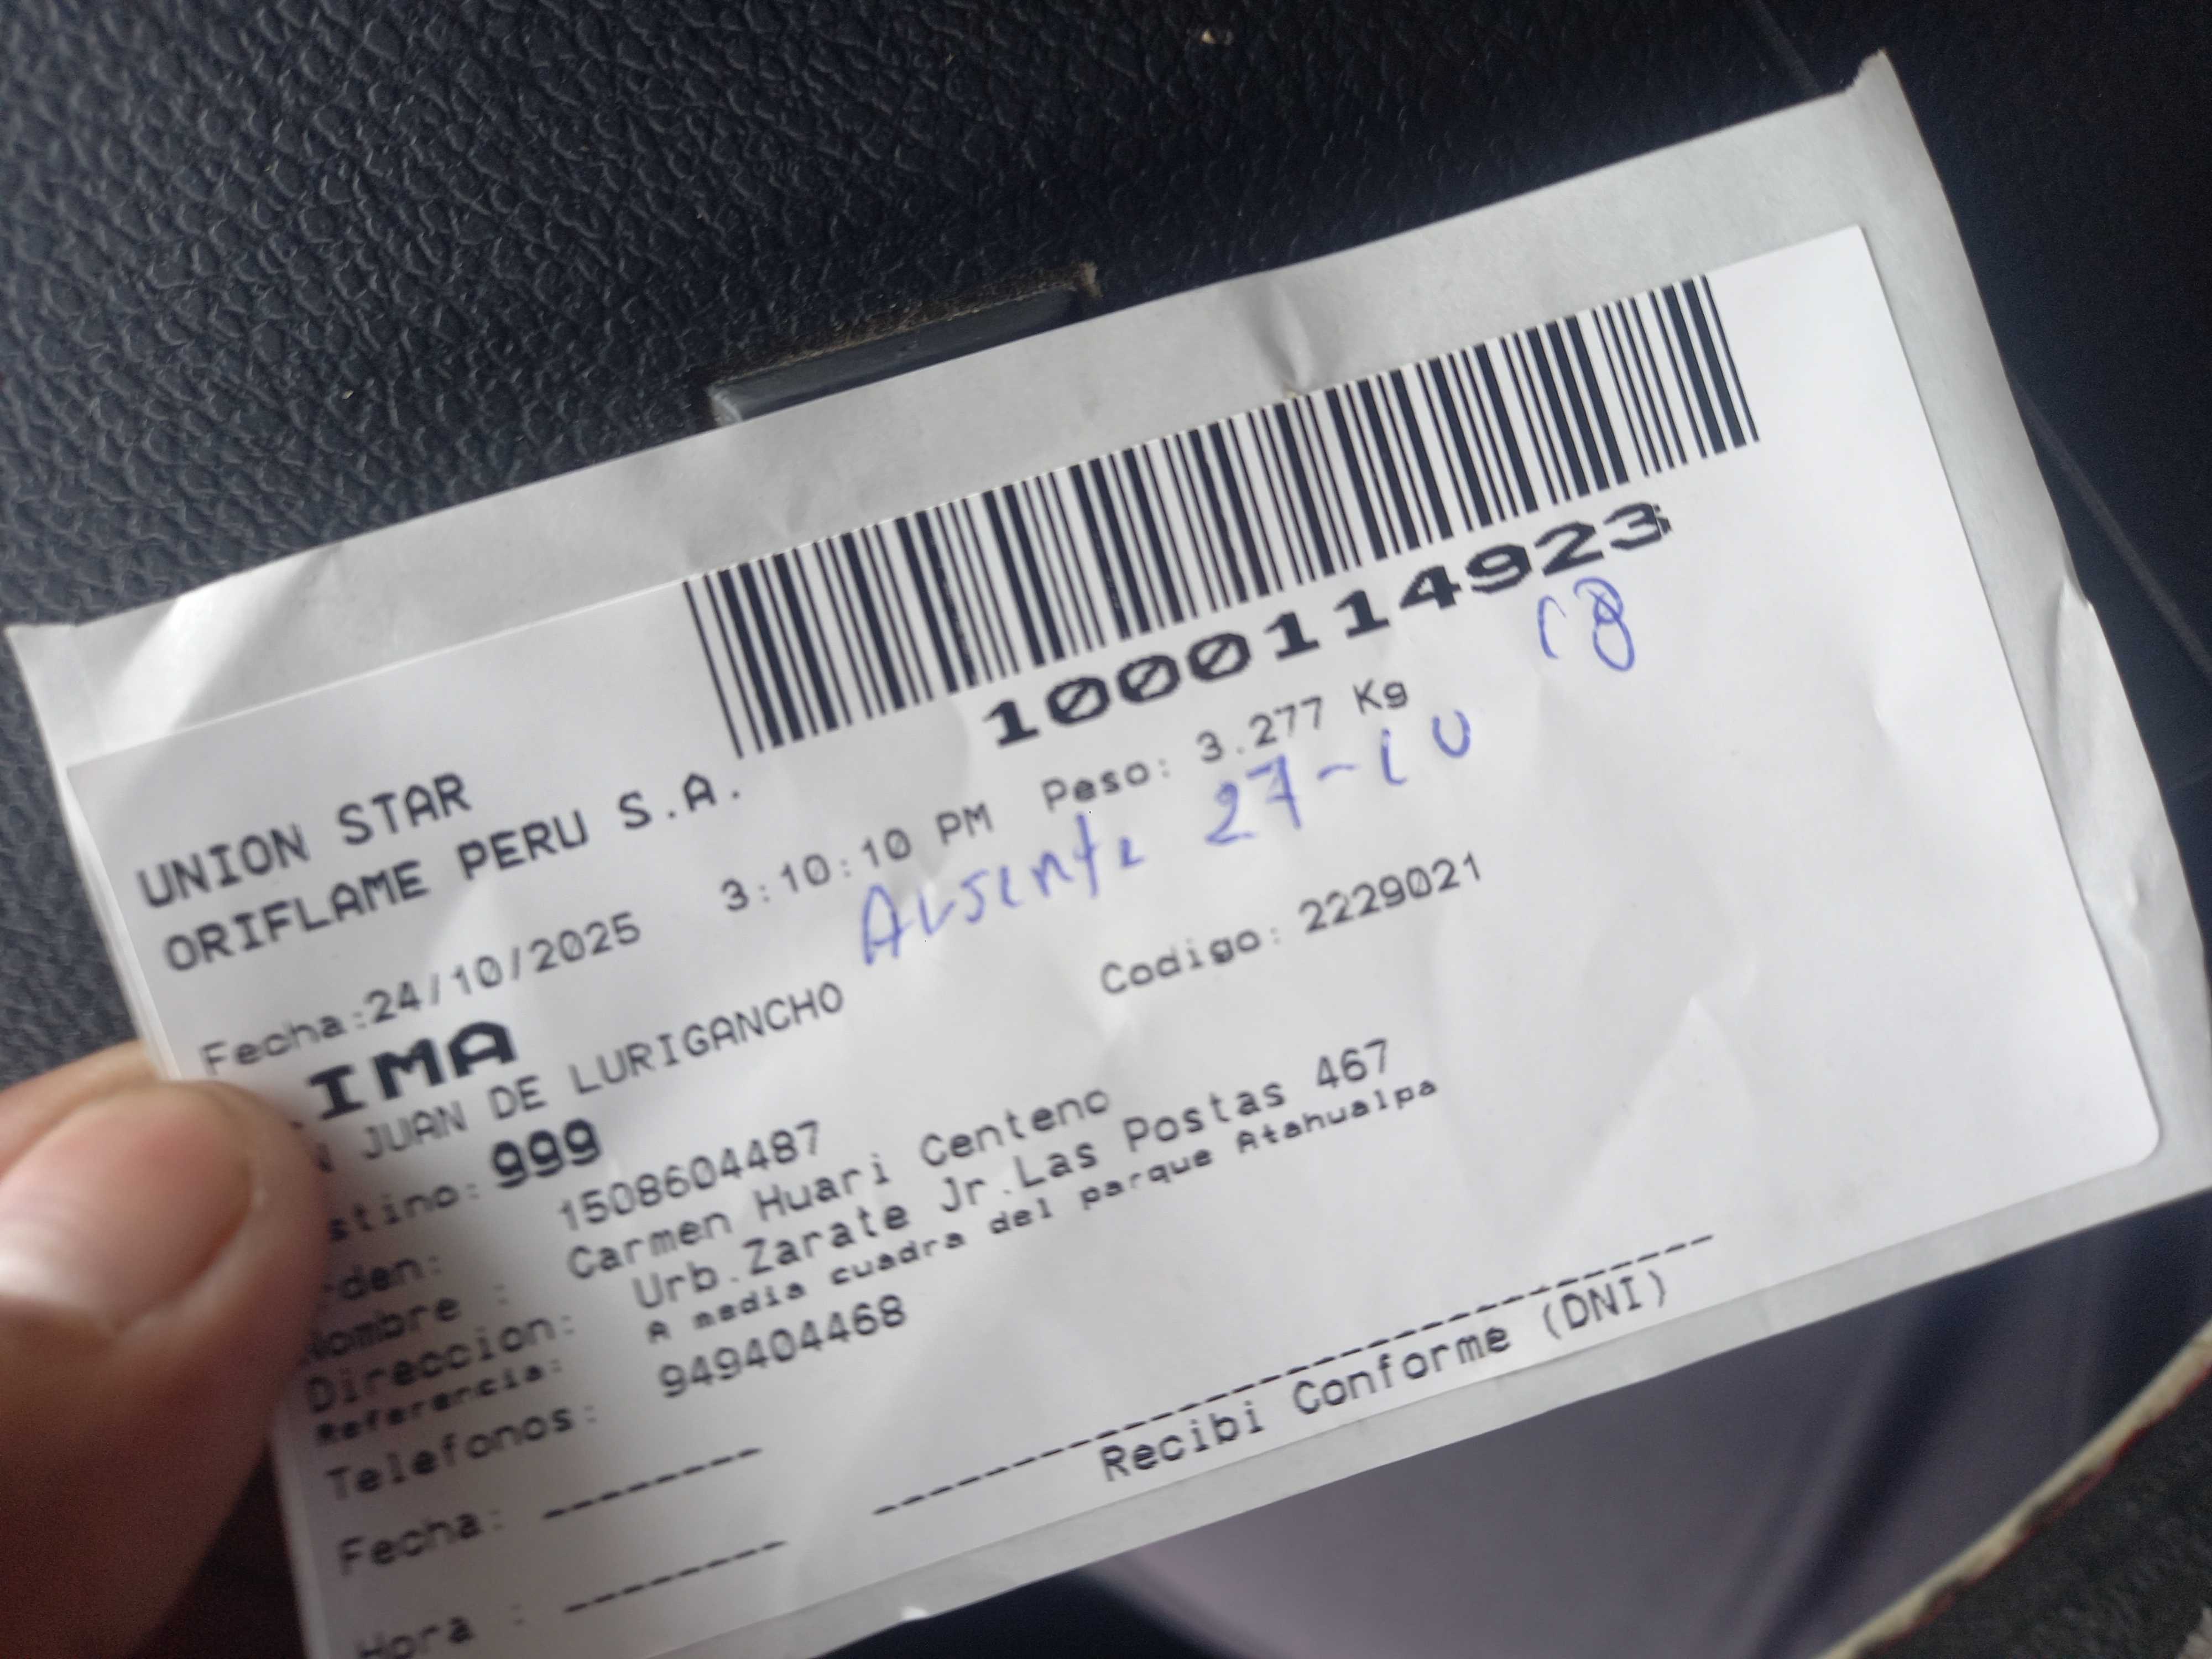 1000114923
18
UNION STAR
ORIFLAME PERU S.A.
Fecha:24/10/2025 3:10:10 PM Peso: 3.277 Kg
Ausente 27-10
IMA
N JUAN DE LURIGANCHO Codigo: 2229021
stino: 999
rden: 1508604487
Nombre : Carmen Huari Centeno
Direccion: Urb.Zarate Jr.Las Postas 467
Referencia: A media cuadra del parque Atahualpa
Telefonos: 949404468
Fecha: --------
Hora : --------
Recibi Conforme (DNI)